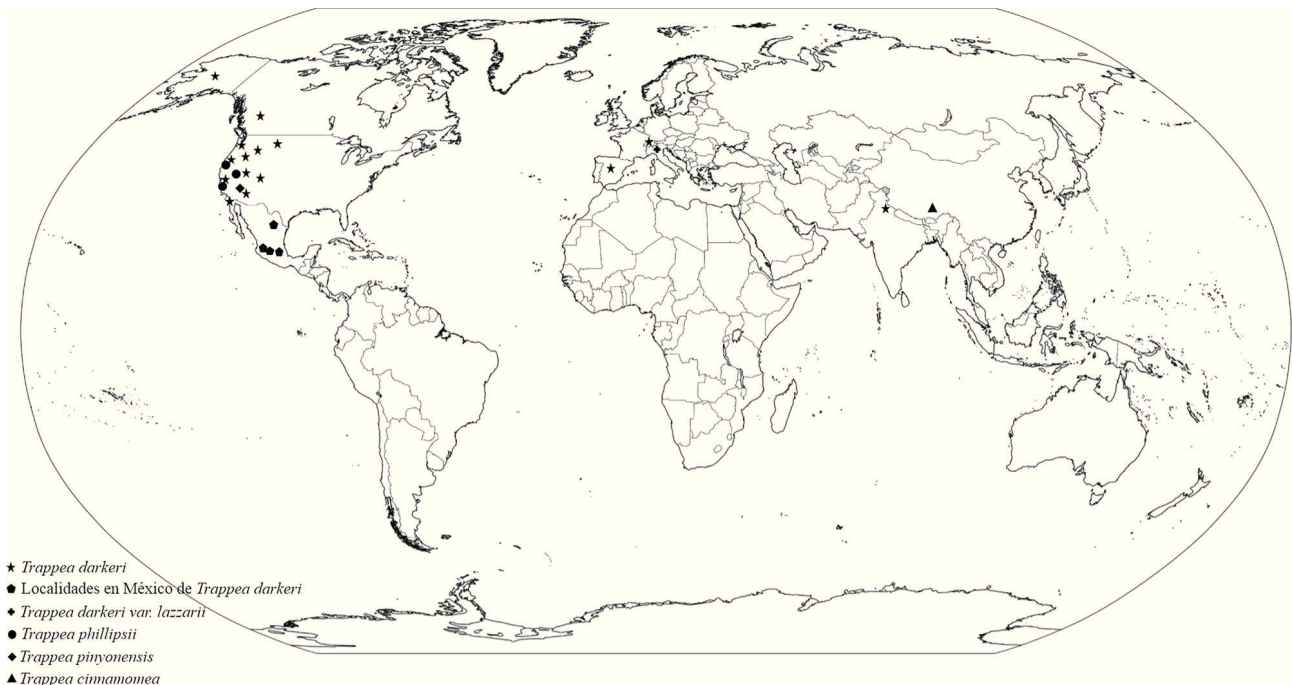 Trappea darkeri
Localidades en México de Trappea darkeri
Trappea darkeri var. lazzarii
Trappea phillipsii
Trappea pinyonensis
Trappea cinnamomea